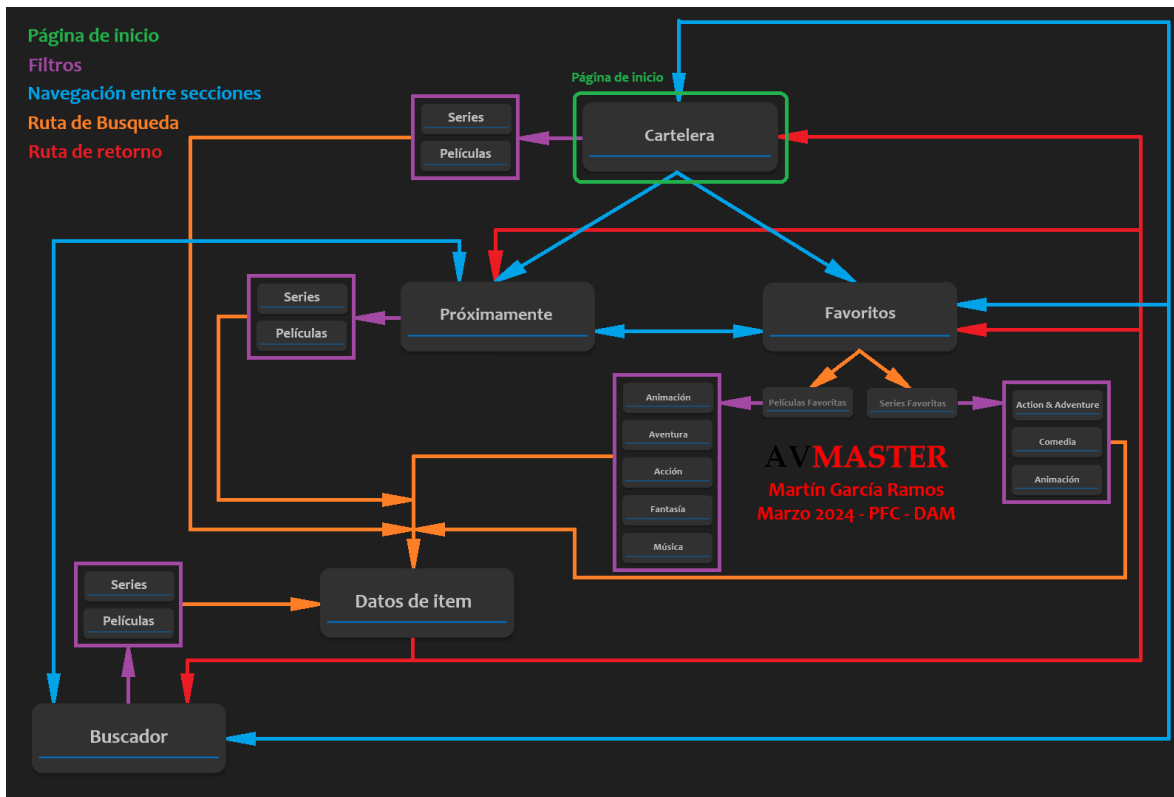 Página de inicio
Filtros
Navegación entre secciones
Ruta de Busqueda
Ruta de retorno
Página de inicio
Cartelera
Series
Películas
Próximamente
Series
Películas
Favoritos
Películas Favoritas
Series Favoritas
Animación
Aventura
Acción
Fantasía
Música
Action & Adventure
Comedia
Animación
AVMASTER
Martín García Ramos
Marzo 2024 - PFC - DAM
Datos de item
Series
Películas
Buscador